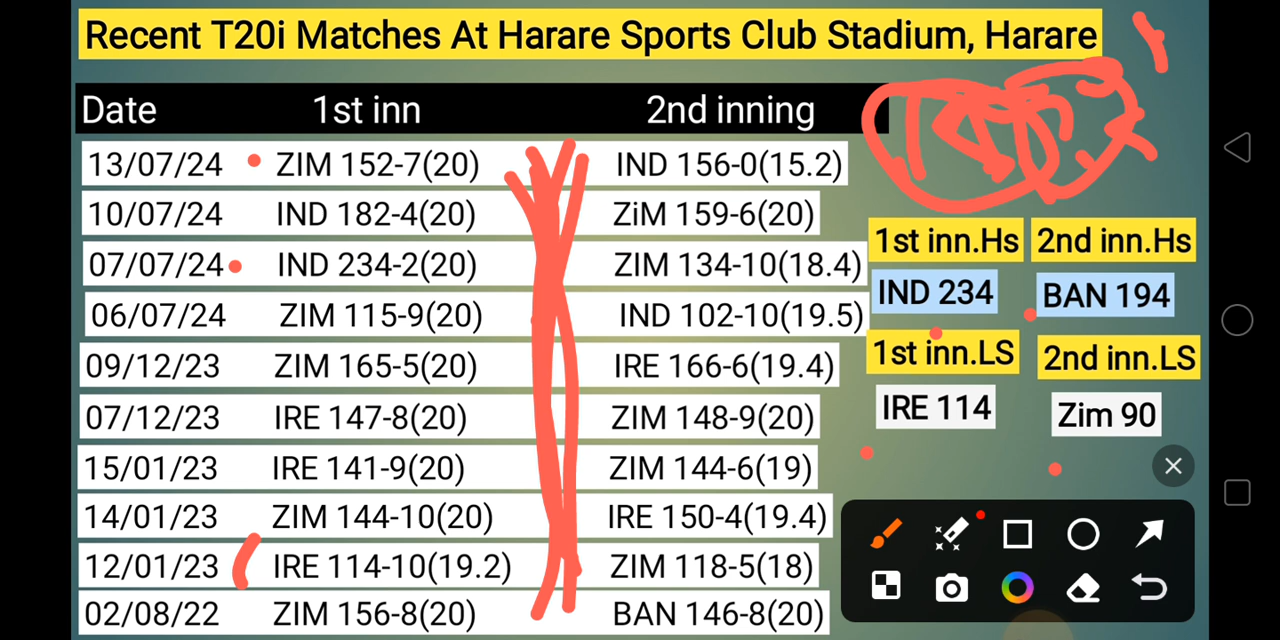 Recent T20i Matches At Harare Sports Club Stadium, Harare
Date 1st inn 2nd inning
13/07/24 ZIM 152-7(20) IND 156-0(15.2)
10/07/24 IND 182-4(20) ZiM 159-6(20)
07/07/24 IND 234-2(20) ZIM 134-10(18.4)
06/07/24 ZIM 115-9(20) IND 102-10(19.5)
09/12/23 ZIM 165-5(20) IRE 166-6(19.4)
07/12/23 IRE 147-8(20) ZIM 148-9(20)
15/01/23 IRE 141-9(20) ZIM 144-6(19)
14/01/23 ZIM 144-10(20) IRE 150-4(19.4)
12/01/23 IRE 114-10(19.2) ZIM 118-5(18)
02/08/22 ZIM 156-8(20) BAN 146-8(20)
1st inn.Hs 2nd inn.Hs
IND 234 BAN 194
1st inn.LS 2nd inn.LS
IRE 114 Zim 90